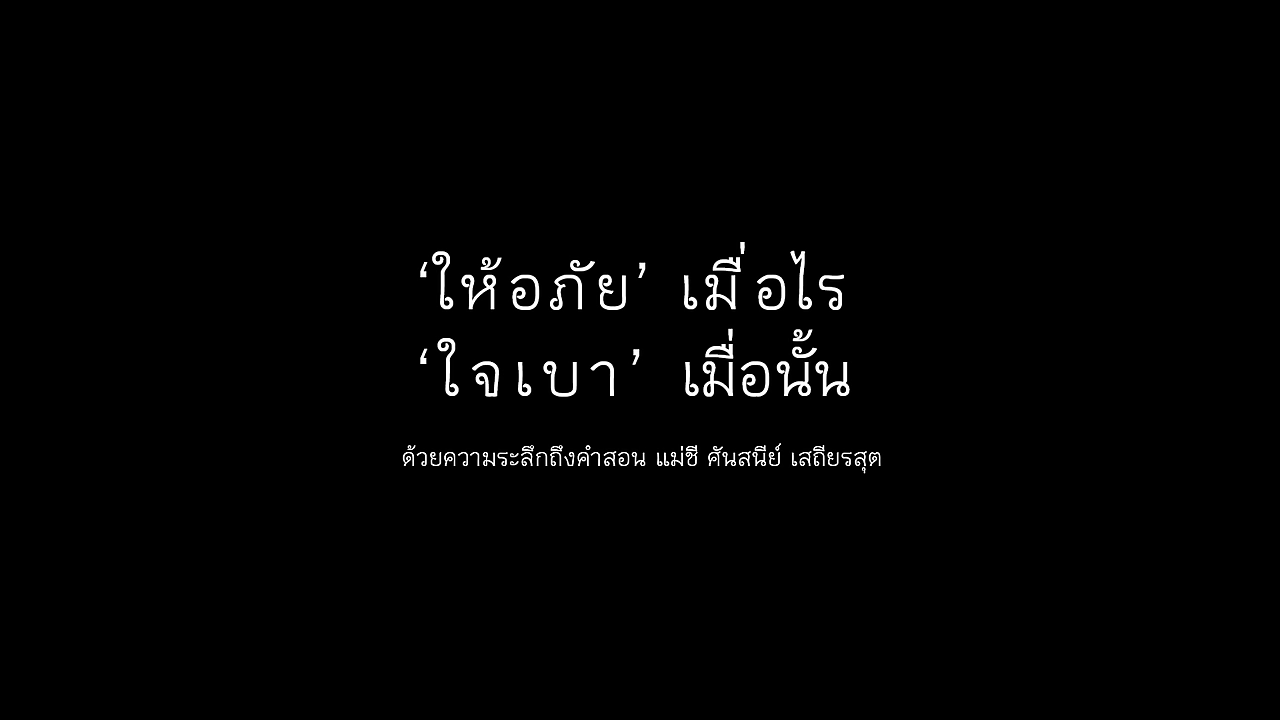 ‘ให้อภัย’ เมื่อไร
‘ใจเบา’ เมื่อนั้น
ด้วยความระลึกถึงคำสอน แม่ชี ศันสนีย์ เสถียรสุต